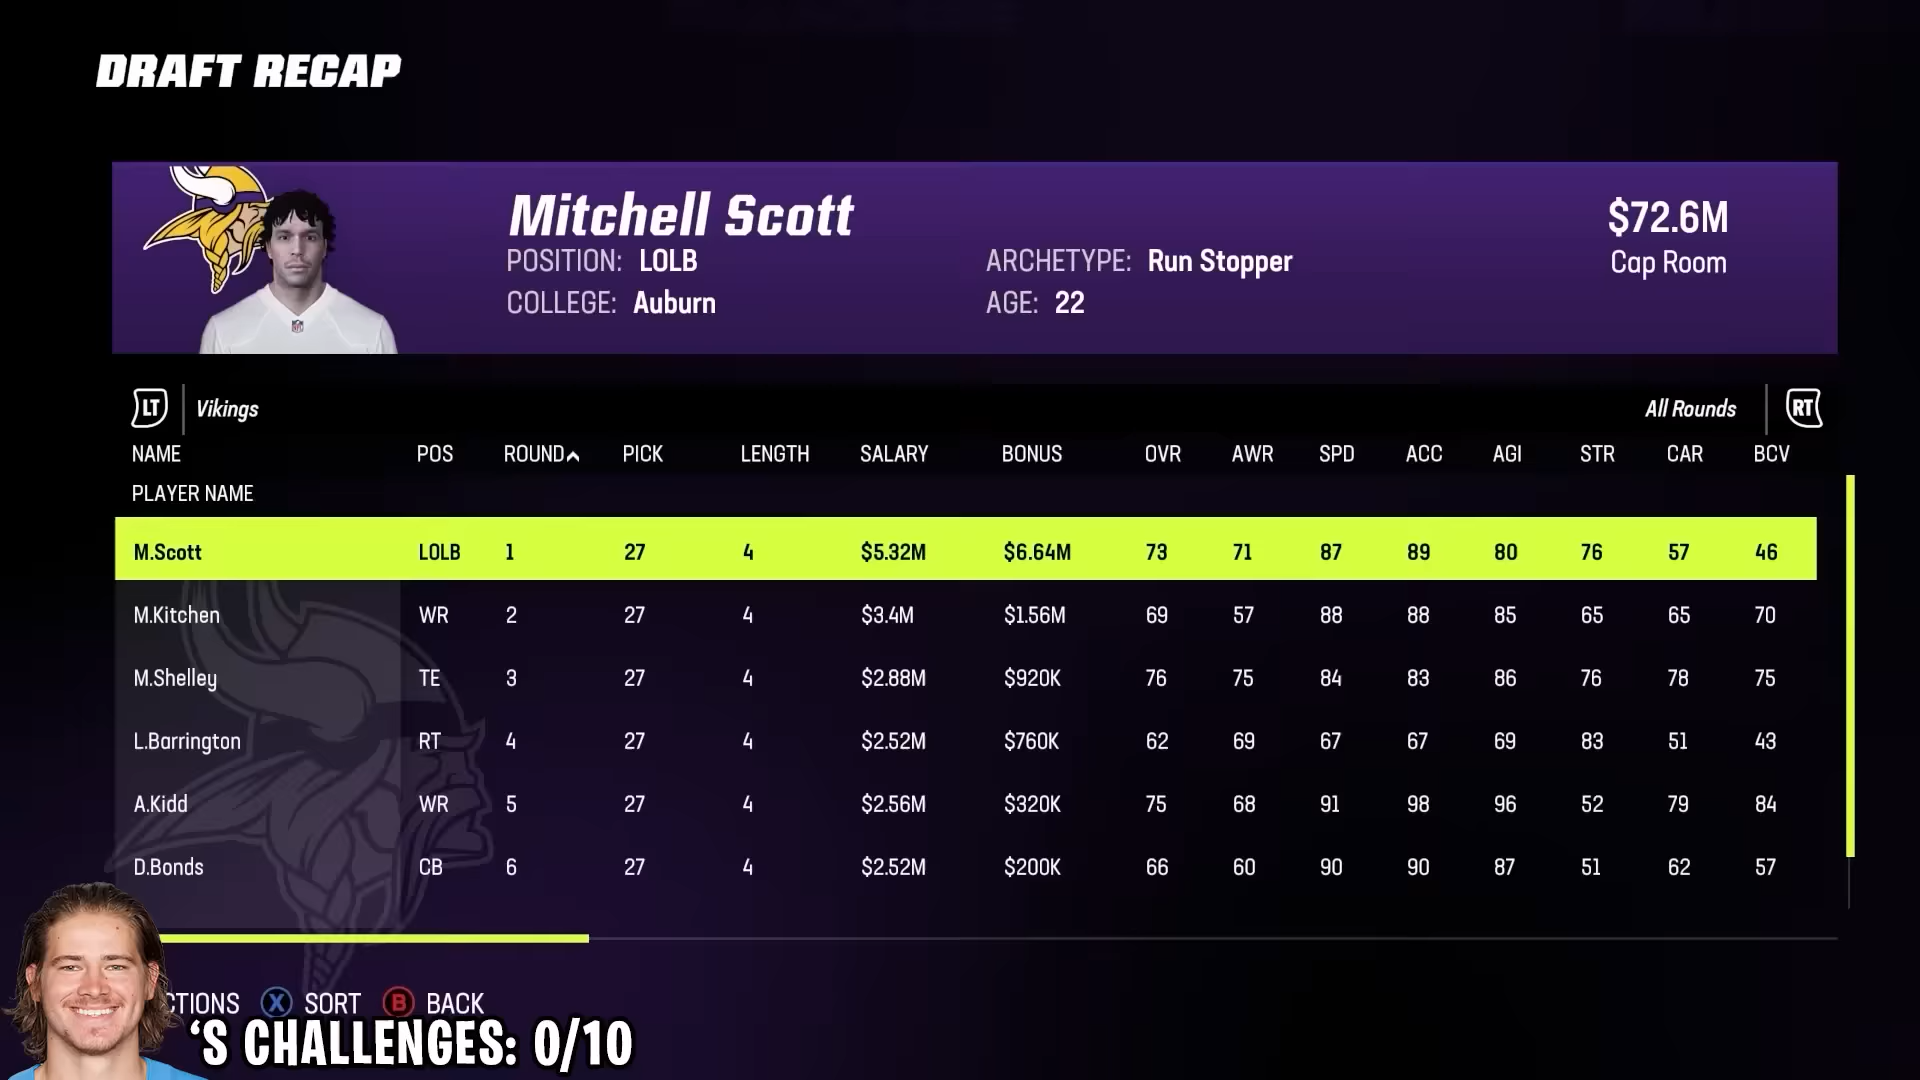 DRAFT RECAP
Mitchell Scott
POSITION: LOLB
COLLEGE: Auburn
ARCHETYPE: Run Stopper
AGE: 22
$72.6M
Cap Room
LT Vikings All Rounds RT
NAME POS ROUND PICK LENGTH SALARY BONUS OVR AWR SPD ACC AGI STR CAR BCV
PLAYER NAME
M.Scott LOLB 1 27 4 $5.32M $6.64M 73 71 87 89 80 76 57 46
M.Kitchen WR 2 27 4 $3.4M $1.56M 69 57 88 88 85 65 65 70
M.Shelley TE 3 27 4 $2.88M $920K 76 75 84 83 86 76 78 75
L.Barrington RT 4 27 4 $2.52M $760K 62 69 67 67 69 83 51 43
A.Kidd WR 5 27 4 $2.56M $320K 75 68 91 98 96 52 79 84
D.Bonds CB 6 27 4 $2.52M $200K 66 60 90 90 87 51 62 57
CTIONS X SORT B BACK
‘S CHALLENGES: 0/10